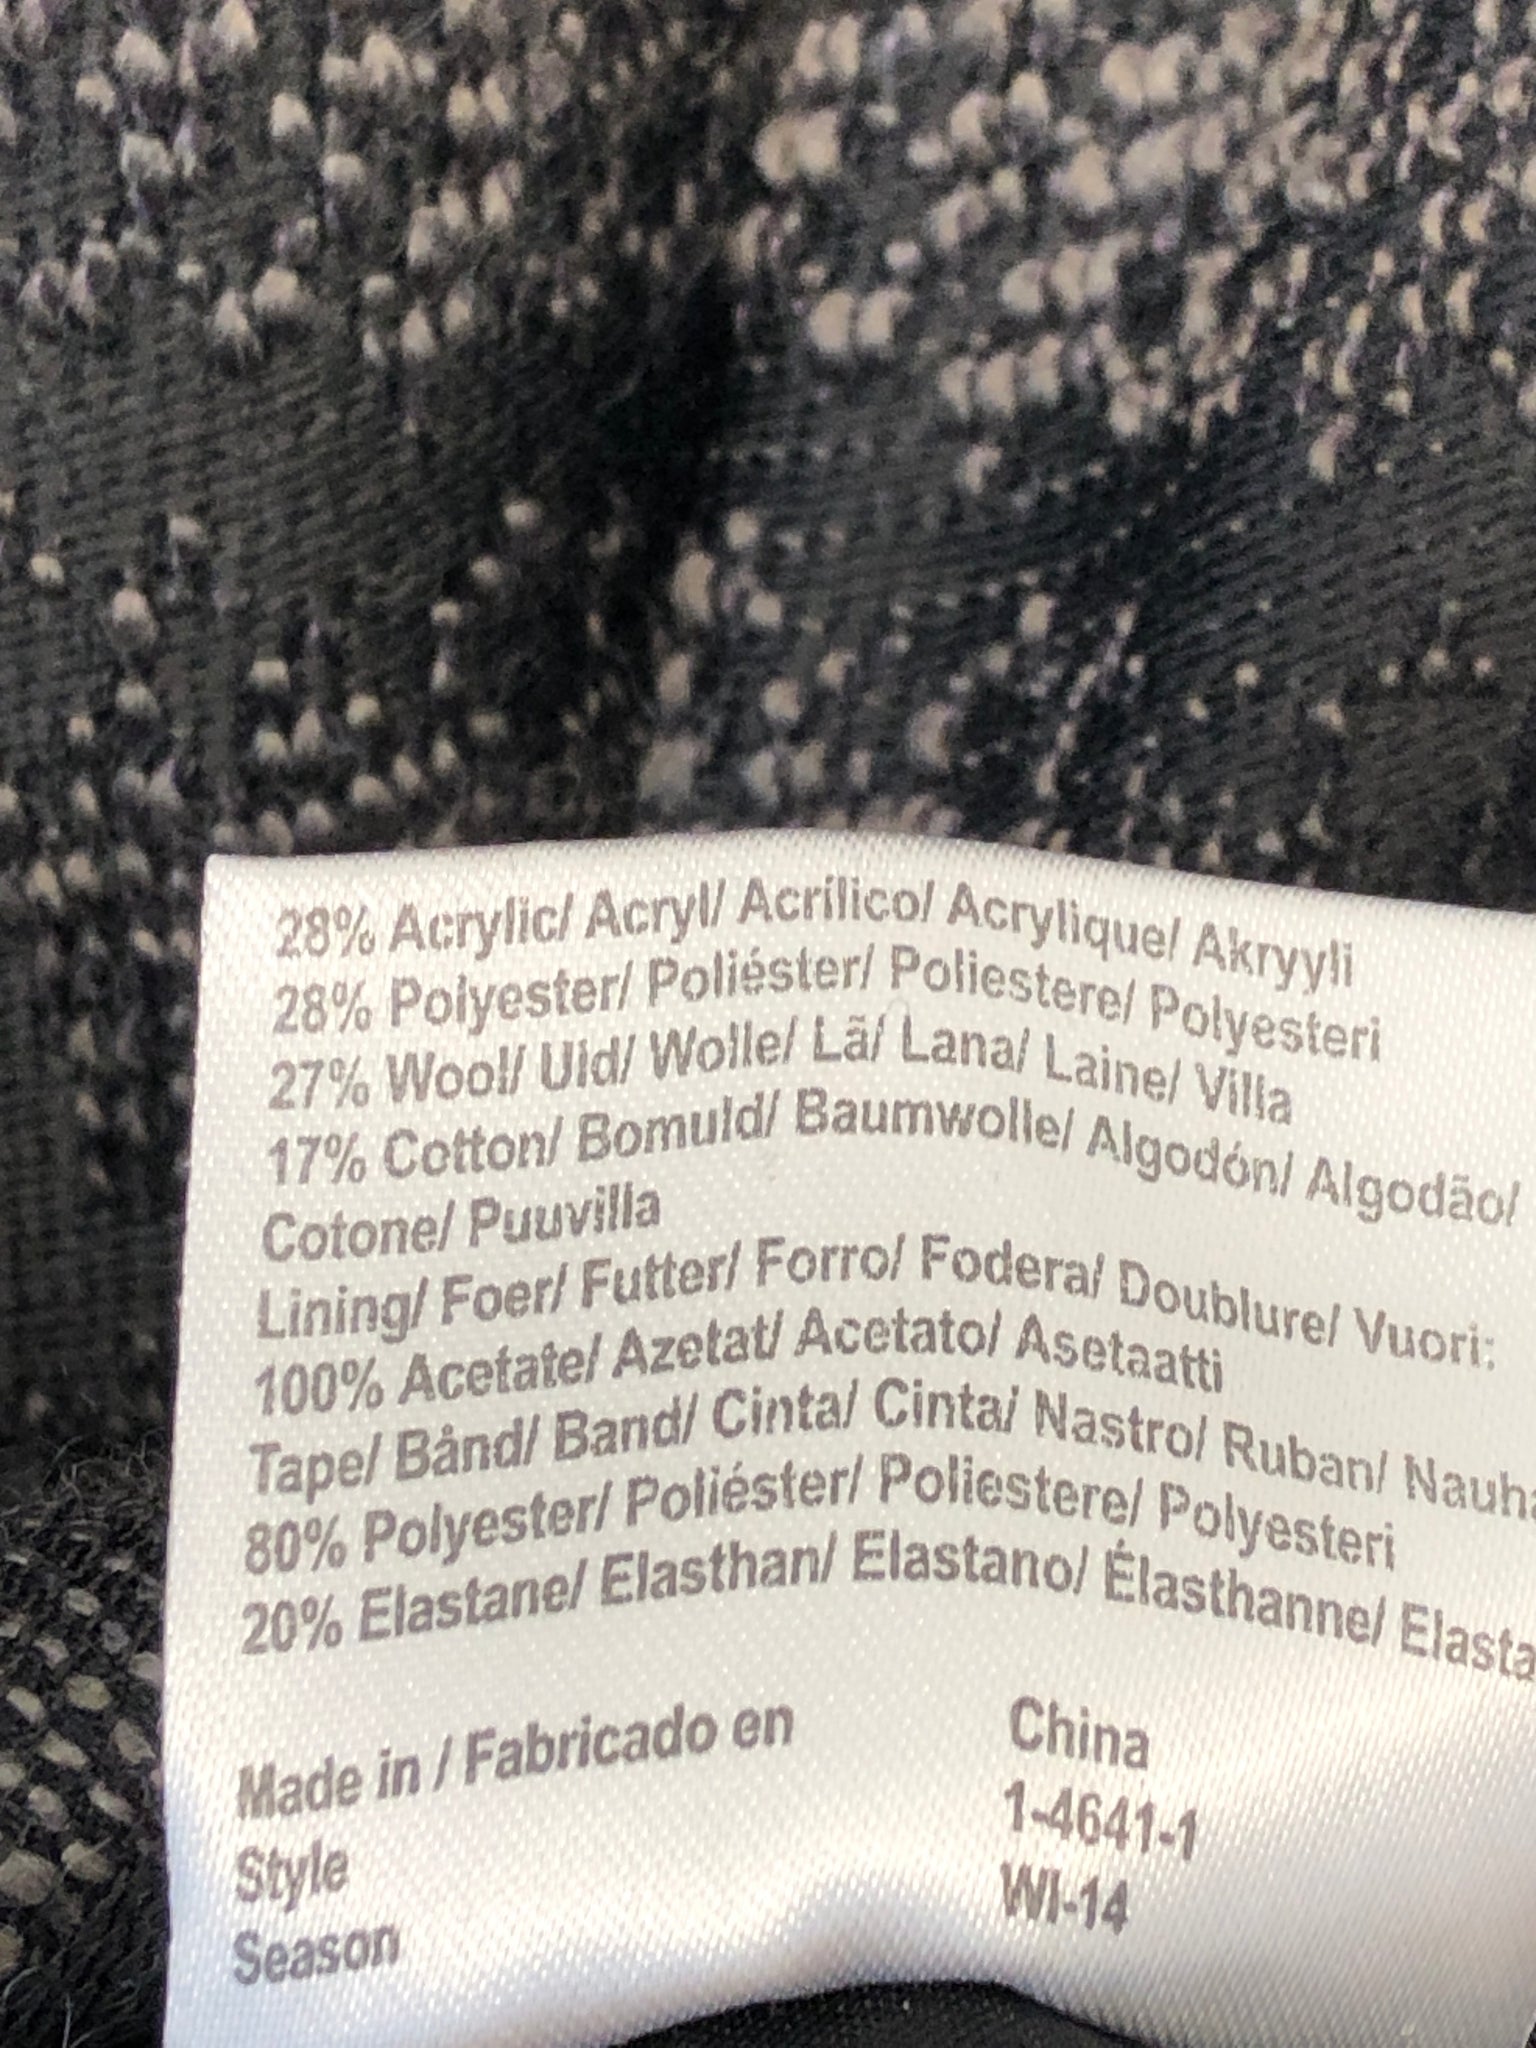 28% Acrylic/ Acryl/ Acrílico/ Acrylique/ Akryyli
28% Polyester/ Poliéster/ Poliestere/ Polyesteri
27% Wool/ Uld/ Wolle/ Lã/ Lana/ Laine/ Villa
17% Cotton/ Bomuld/ Baumwolle/ Algodón/ Algodão/
Cotone/ Puuvilla
Lining/ Foer/ Futter/ Forro/ Fodera/ Doublure/ Vuori:
100% Acetate/ Azetat/ Acetato/ Asetaatti
Tape/ Bånd/ Band/ Cinta/ Cinta/ Nastro/ Ruban/
80% Polyester/ Poliéster/ Poliestere/ Polyesteri
20% Elastane/ Elasthan/ Elastano/ Élasthanne/
Made in / Fabricado en China
Style 1-4641-1
Season WI-14